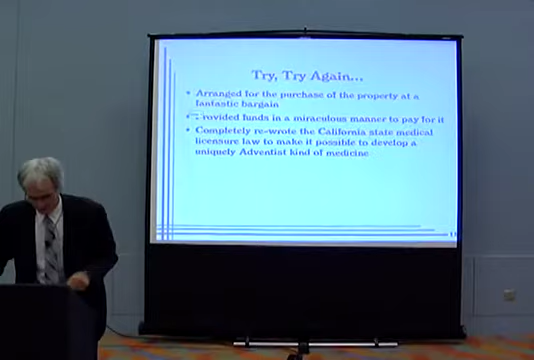 Try, Try Again...
• Arranged for the purchase of the property at a
fantastic bargain
• Provided funds in a miraculous manner to pay for it
• Completely re-wrote the California state medical
licensure law to make it possible to develop a
uniquely Adventist kind of medicine